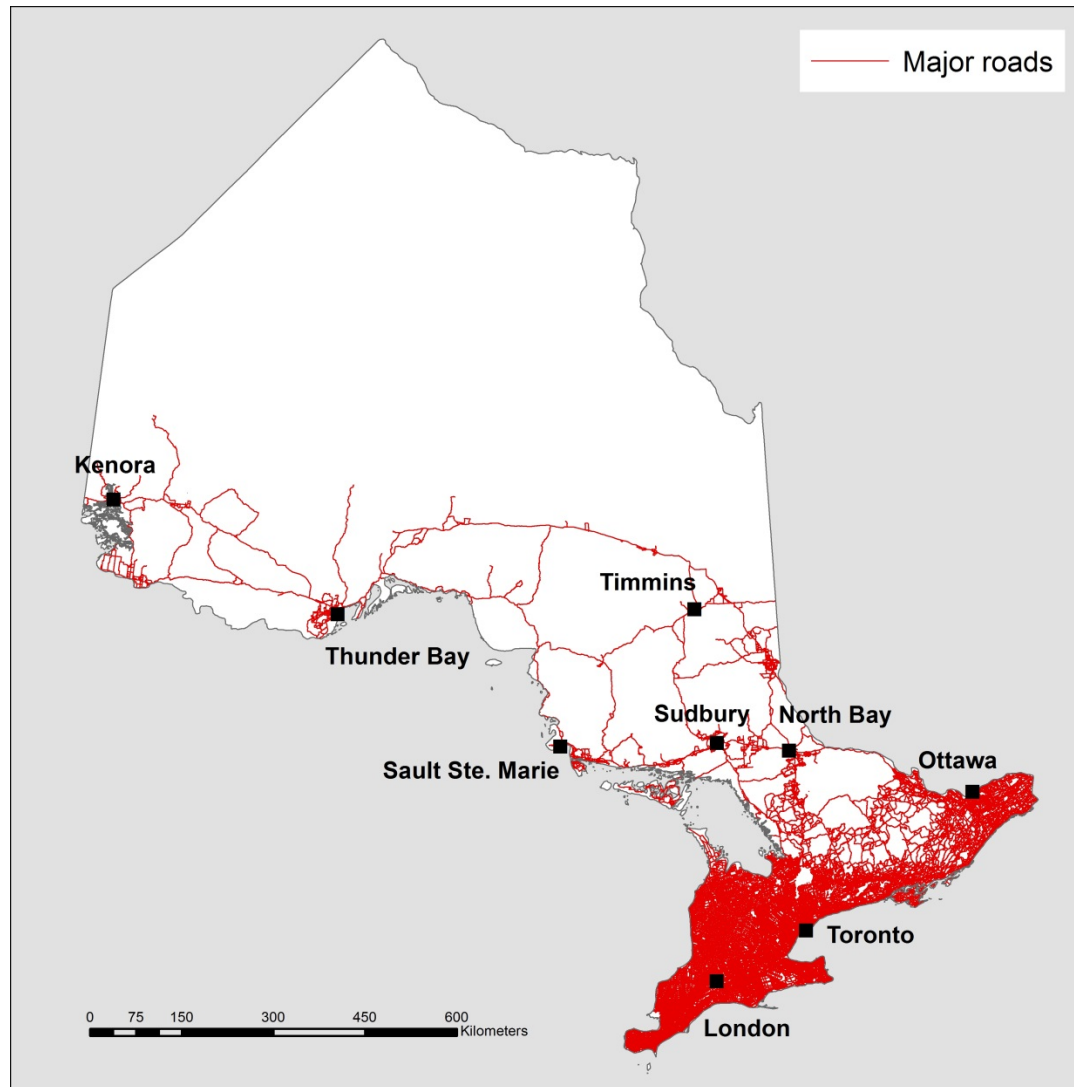 Major roads
Kenora
Timmins
Thunder Bay
Sudbury
North Bay
Sault Ste. Marie
Ottawa
Toronto
London
0 75 150 300 450 600
Kilometers